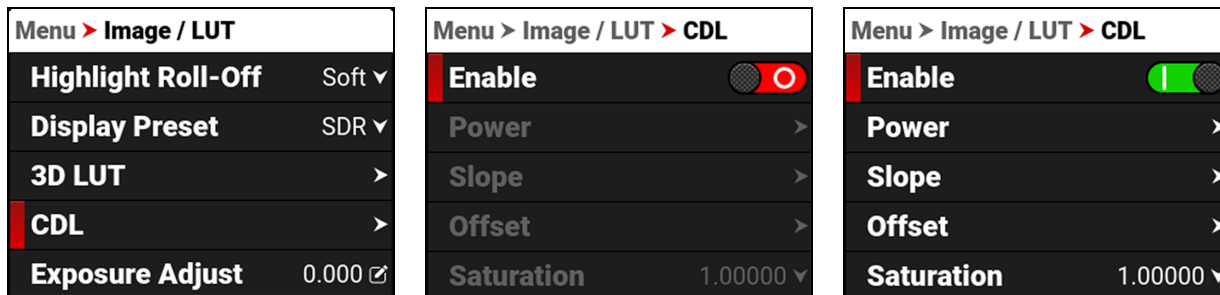 Menu > Image / LUT
Highlight Roll-Off Soft
Display Preset SDR
3D LUT
CDL
Exposure Adjust 0.000
Menu > Image / LUT > CDL
Enable
Power
Slope
Offset
Saturation 1.00000
Menu > Image / LUT > CDL
Enable
Power
Slope
Offset
Saturation 1.00000